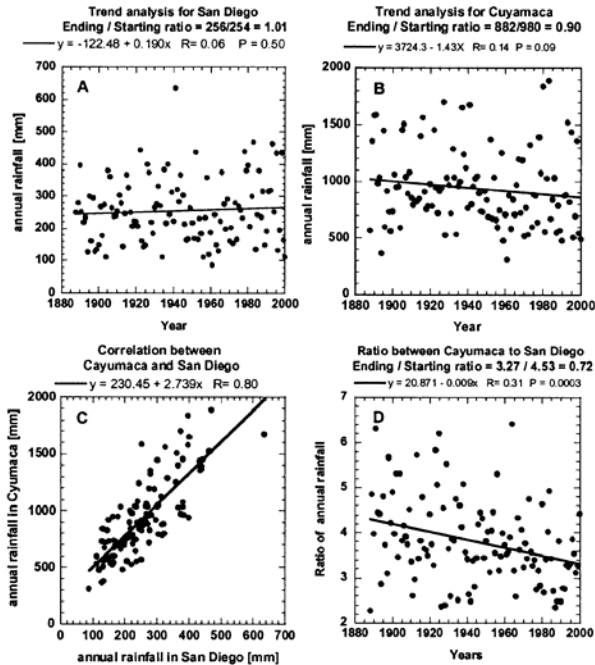 Trend analysis for San Diego
Ending / Starting ratio = 256/254 = 1.01
y = -122.48 + 0.190x R= 0.06 P = 0.50
A
annual rainfall [mm]
700
600
500
400
300
200
100
0
1880 1900 1920 1940 1960 1980 2000
Year
Trend analysis for Cuyamaca
Ending / Starting ratio = 882/980 = 0.90
y = 3724.3 - 1.43X R= 0.14 P = 0.09
B
annual rainfall [mm]
2000
1500
1000
500
0
1880 1900 1920 1940 1960 1980 2000
Year
Correlation between
Cayumaca and San Diego
y = 230.45 + 2.739x R= 0.80
C
annual rainfall in Cyumaca [mm]
2000
1500
1000
500
0
0 100 200 300 400 500 600 700
annual rainfall in San Diego [mm]
Ratio between Cayumaca to San Diego
Ending / Starting ratio = 3.27 / 4.53 = 0.72
y = 20.871 - 0.009x R= 0.31 P = 0.0003
D
Ratio of annual rainfall
7
6
5
4
3
2
1880 1900 1920 1940 1960 1980 2000
Years